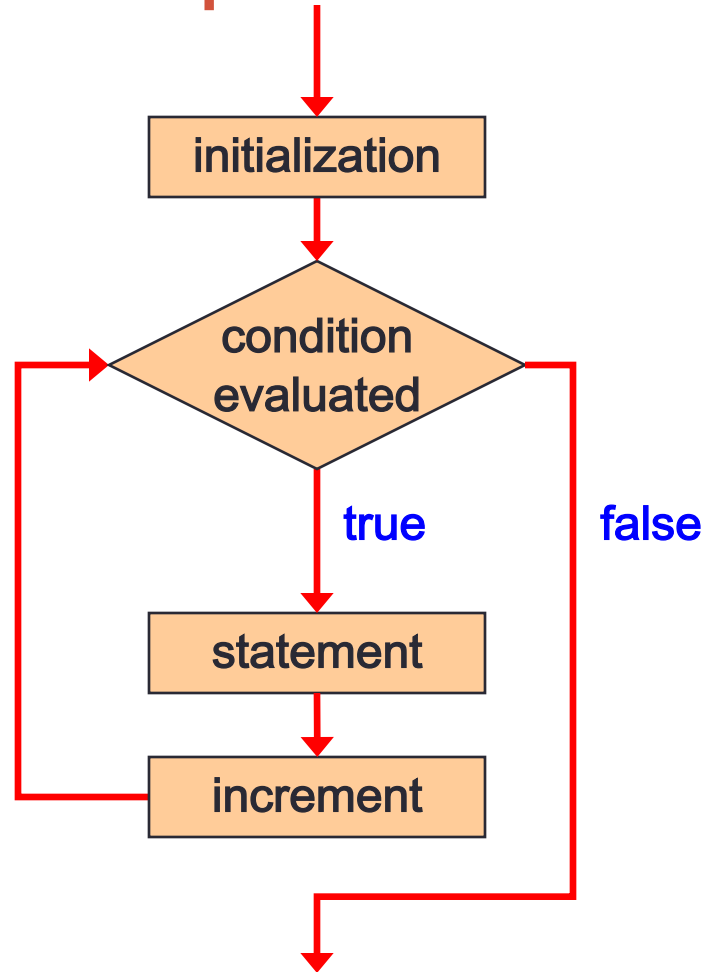 initialization
condition
evaluated
true
false
statement
increment